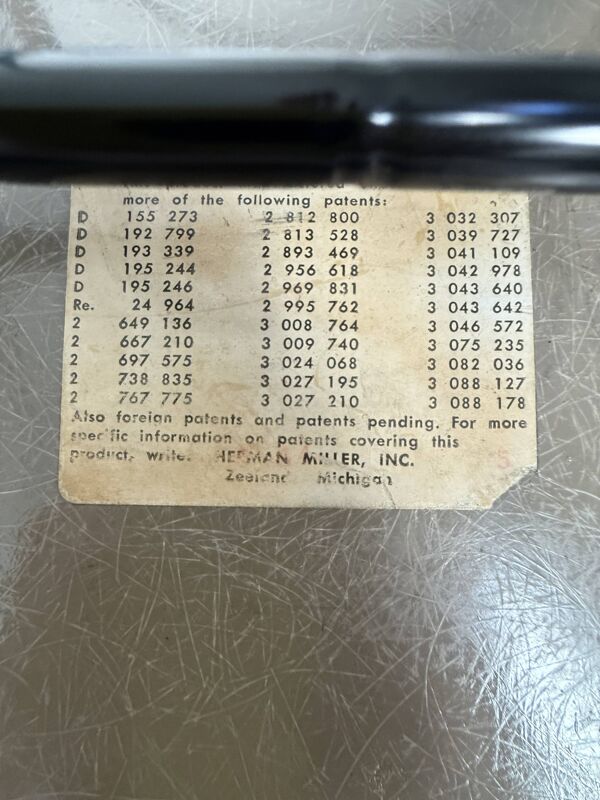 more of the following patents:
D 155 273 2 812 800 3 032 307
D 192 799 2 813 528 3 039 727
D 193 339 2 893 469 3 041 109
D 195 244 2 956 618 3 042 978
D 195 246 2 969 831 3 043 640
Re. 24 964 2 995 762 3 043 642
2 649 136 3 008 764 3 046 572
2 667 210 3 009 740 3 075 235
2 697 575 3 024 068 3 082 036
2 738 835 3 027 195 3 088 127
2 767 775 3 027 210 3 088 178
Also foreign patents and patents pending. For more
specific information on patents covering this
product, write: HERMAN MILLER, INC.
Zeeland Michigan
5